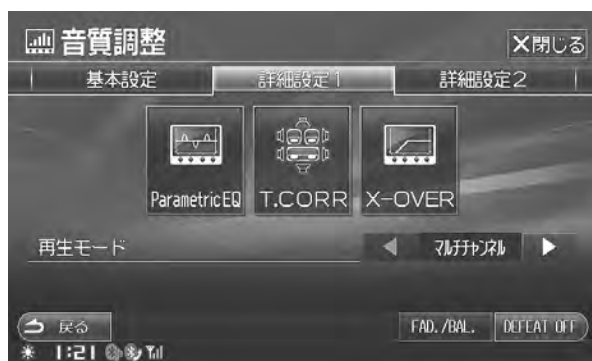 音質調整
×閉じる
基本設定 詳細設定1 詳細設定2
ParametricEQ T.CORR X-OVER
再生モード マルチチャンネル
戻る FAD./BAL. DEFEAT OFF
1:21